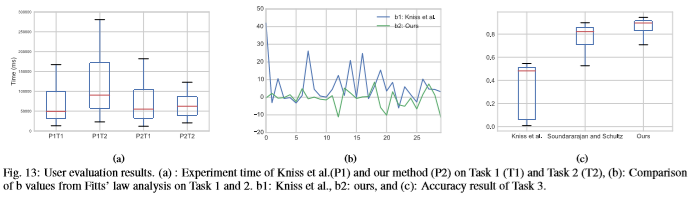 300000
250000
200000
150000
100000
50000
0
Time (ms)
P1T1 P1T2 P2T1 P2T2
(a)
50
40
30
20
10
0
−10
−20
0 5 10 15 20 25
b1: Kniss et al.
b2: Ours
(b)
0,8
0,6
0,4
0,2
0,0
Kniss et al. Soundararajan and Schultz Ours
(c)
Fig. 13: User evaluation results. (a) : Experiment time of Kniss et al.(P1) and our method (P2) on Task 1 (T1) and Task 2 (T2), (b): Comparison
of b values from Fitts' law analysis on Task 1 and 2. b1: Kniss et al., b2: ours, and (c): Accuracy result of Task 3.